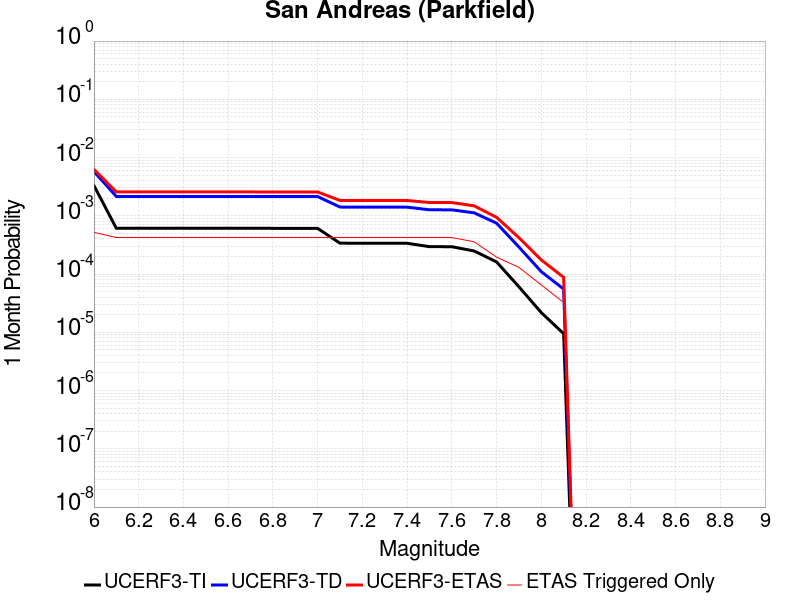 San Andreas (Parkfield)
10^0
10^-1
10^-2
10^-3
10^-4
10^-5
10^-6
10^-7
10^-8
1 Month Probability
6 6.2 6.4 6.6 6.8 7 7.2 7.4 7.6 7.8 8 8.2 8.4 8.6 8.8 9
Magnitude
UCERF3-TI UCERF3-TD UCERF3-ETAS ETAS Triggered Only